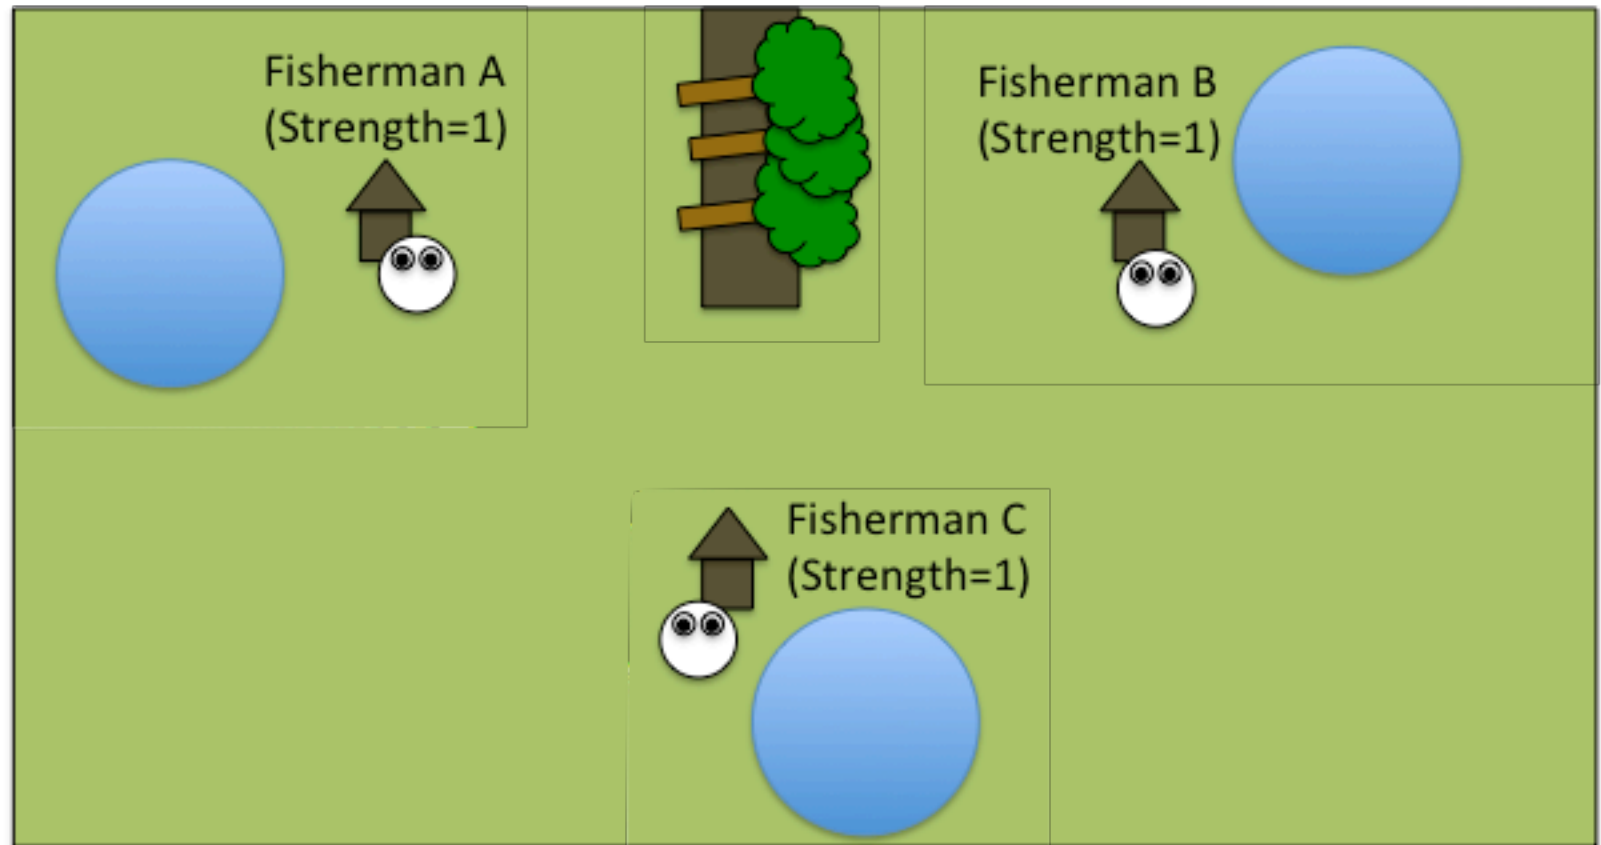 Fisherman A
(Strength=1)
Fisherman B
(Strength=1)
Fisherman C
(Strength=1)